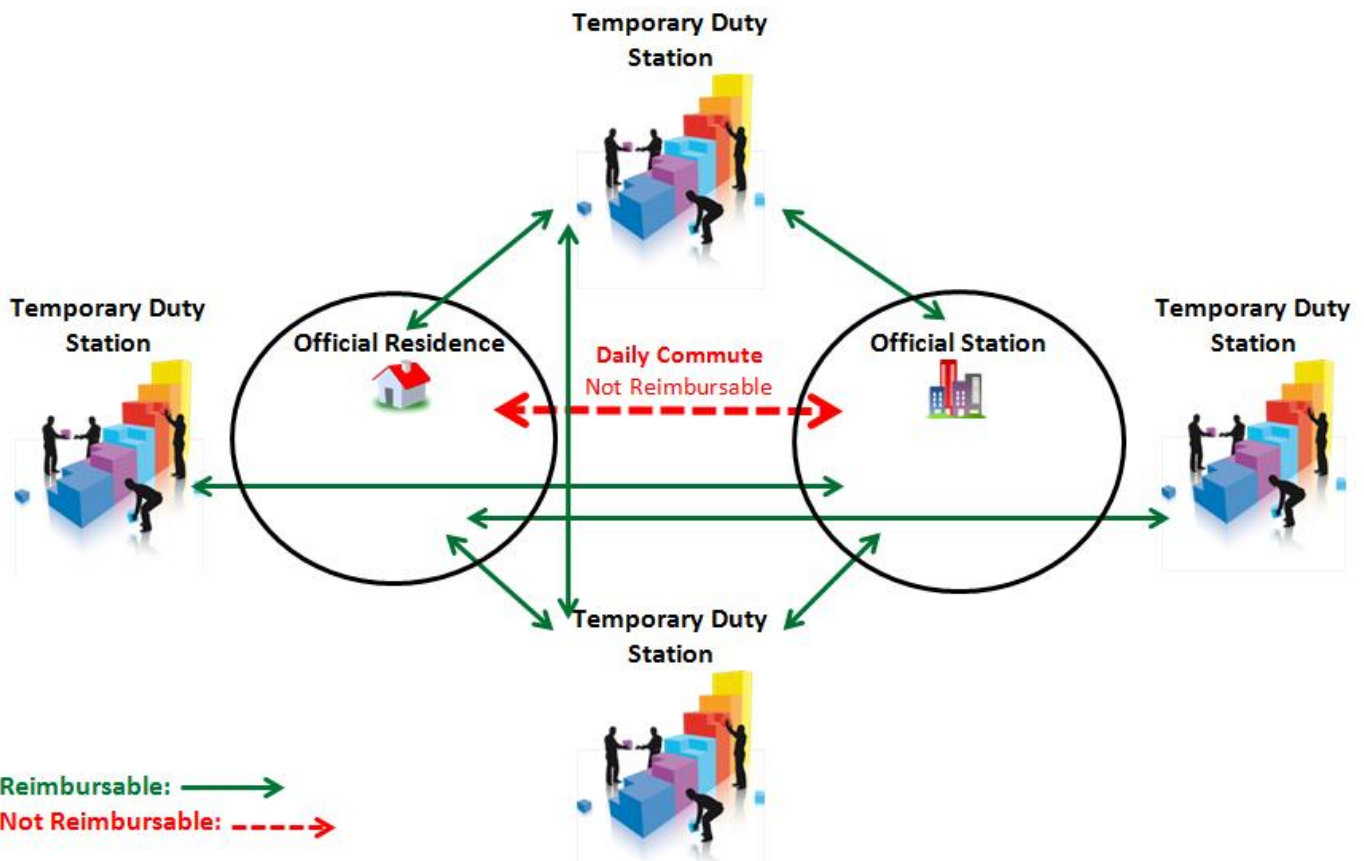 Temporary Duty
Station
Temporary Duty
Station
Official Residence
Daily Commute
Not Reimbursable
Official Station
Temporary Duty
Station
Temporary Duty
Station
Reimbursable:
Not Reimbursable: